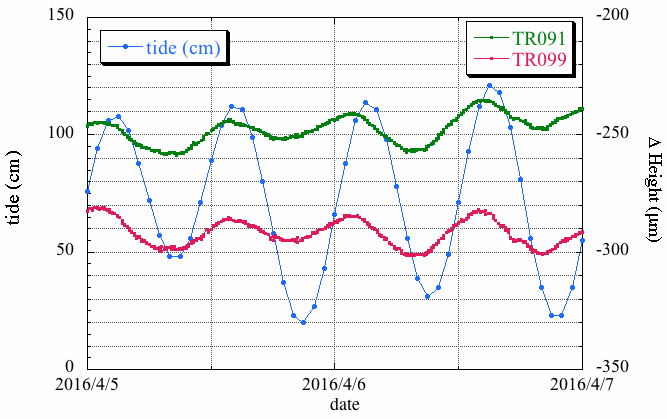 150
-200
tide (cm)
TR091
TR099
100
-250
tide (cm)
Δ Height (μm)
50
-300
0
-350
2016/4/5
2016/4/6
2016/4/7
date